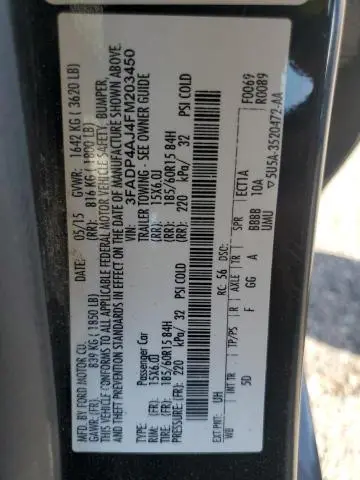 MFD. BY FORD MOTOR CO. 05/15 GVWR: 1642 KG ( 3620 LB)
GAWR:(FR): 839 KG ( 1850 LB) (RR): 816 KG ( 1800 LB)
THIS VEHICLE CONFORMS TO ALL APPLICABLE FEDERAL MOTOR VEHICLE SAFETY, BUMPER,
AND THEFT PREVENTION STANDARDS IN EFFECT ON THE DATE OF MANUFACTURE SHOWN ABOVE.
VIN: 3FADP4AJ4FM203450
Passenger Car TRAILER TOWING - SEE OWNER GUIDE
RIM: (FR): 15X6.0J (RR): 15X6.0J
TIRE: (FR): 185/60R15 84H (RR): 185/60R15 84H
PRESSURE: (FR): 220 kPa/ 32 PSI COLD (RR): 220 kPa/ 32 PSI COLD
F0069
R0089
EXT.PNT: UH RC: 56 DSO: ECT1A
WB INT TR TP/PS R AXLE TR SPR BBBB
5D F GG A 10A
UMU
▽5U5A-3520472-AA